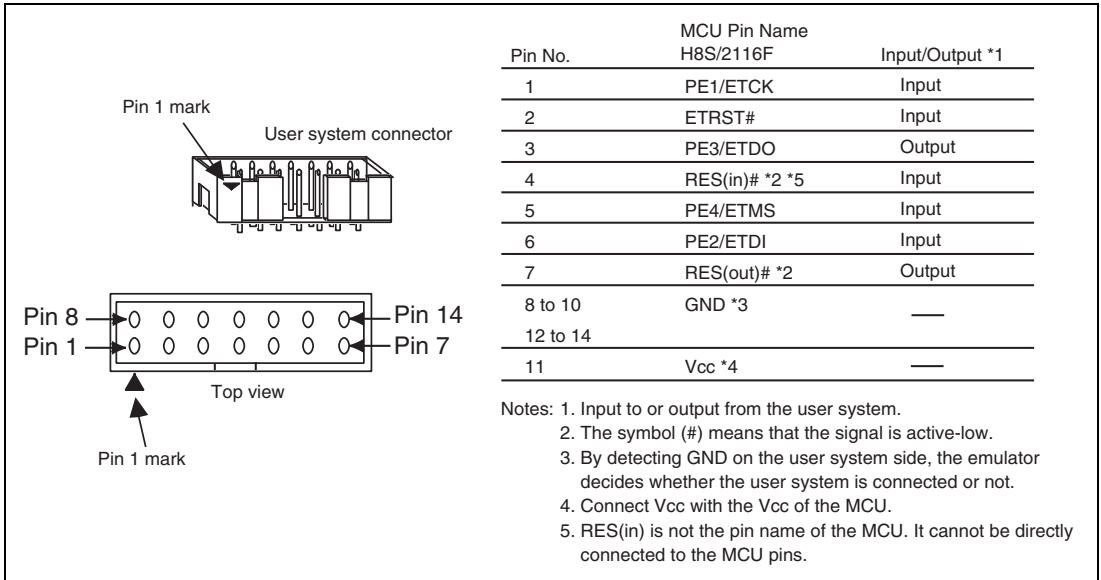 Pin 1 mark
User system connector
Pin 8
Pin 14
Pin 1
Pin 7
Top view
Pin 1 mark
Pin No. MCU Pin Name H8S/2116F Input/Output *1
1 PE1/ETCK Input
2 ETRST# Input
3 PE3/ETDO Output
4 RES(in)# *2 *5 Input
5 PE4/ETMS Input
6 PE2/ETDI Input
7 RES(out)# *2 Output
8 to 10 GND *3 —
12 to 14
11 Vcc *4 —
Notes: 1. Input to or output from the user system.
2. The symbol (#) means that the signal is active-low.
3. By detecting GND on the user system side, the emulator
decides whether the user system is connected or not.
4. Connect Vcc with the Vcc of the MCU.
5. RES(in) is not the pin name of the MCU. It cannot be directly
connected to the MCU pins.